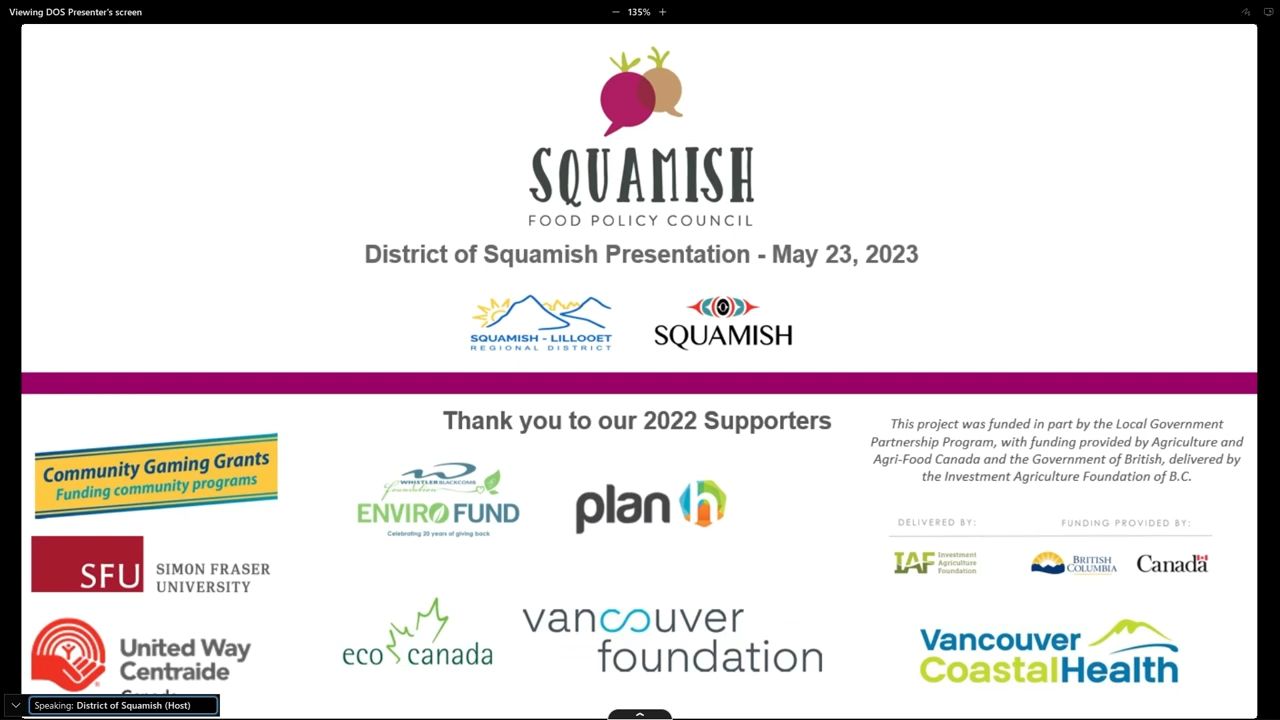 Viewing DOS Presenter's screen
135%
SQUAMISH
FOOD POLICY COUNCIL
District of Squamish Presentation - May 23, 2023
SQUAMISH - LILLOOET
REGIONAL DISTRICT
SQUAMISH
Thank you to our 2022 Supporters
This project was funded in part by the Local Government
Partnership Program, with funding provided by Agriculture and
Agri-Food Canada and the Government of British, delivered by
the Investment Agriculture Foundation of B.C.
Community Gaming Grants
Funding community programs
WHISTLER BLACKCOMB
foundation
ENVIRO FUND
Celebrating 20 years of giving back
plan h
DELIVERED BY:
FUNDING PROVIDED BY:
IAF Investment
Agriculture
Foundation
BRITISH
COLUMBIA
Canada
SFU SIMON FRASER
UNIVERSITY
United Way
Centraide
Canada
eco canada
vancouver
foundation
Vancouver
CoastalHealth
Speaking: District of Squamish (Host)